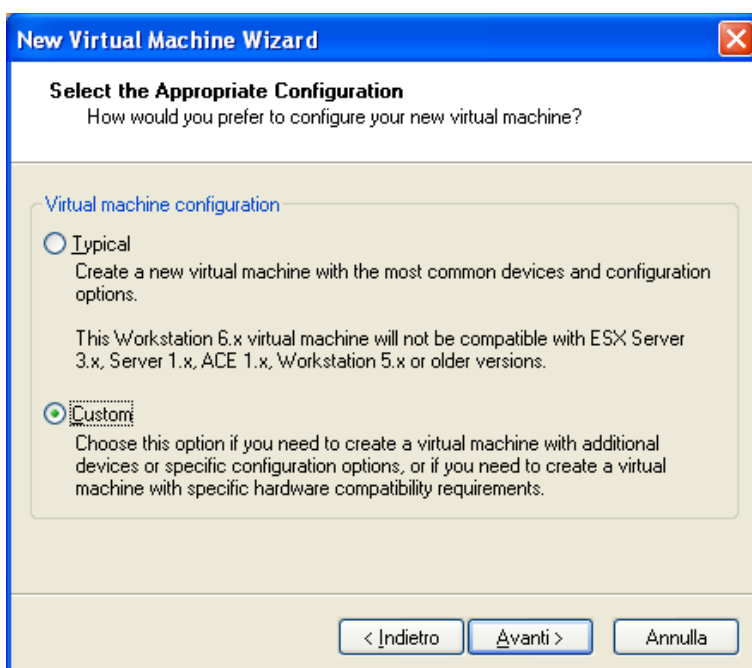 New Virtual Machine Wizard
Select the Appropriate Configuration
How would you prefer to configure your new virtual machine?
Virtual machine configuration
Typical
Create a new virtual machine with the most common devices and configuration
options.
This Workstation 6.x virtual machine will not be compatible with ESX Server
3.x, Server 1.x, ACE 1.x, Workstation 5.x or older versions.
Custom
Choose this option if you need to create a virtual machine with additional
devices or specific configuration options, or if you need to create a virtual
machine with specific hardware compatibility requirements.
< Indietro Avanti > Annulla